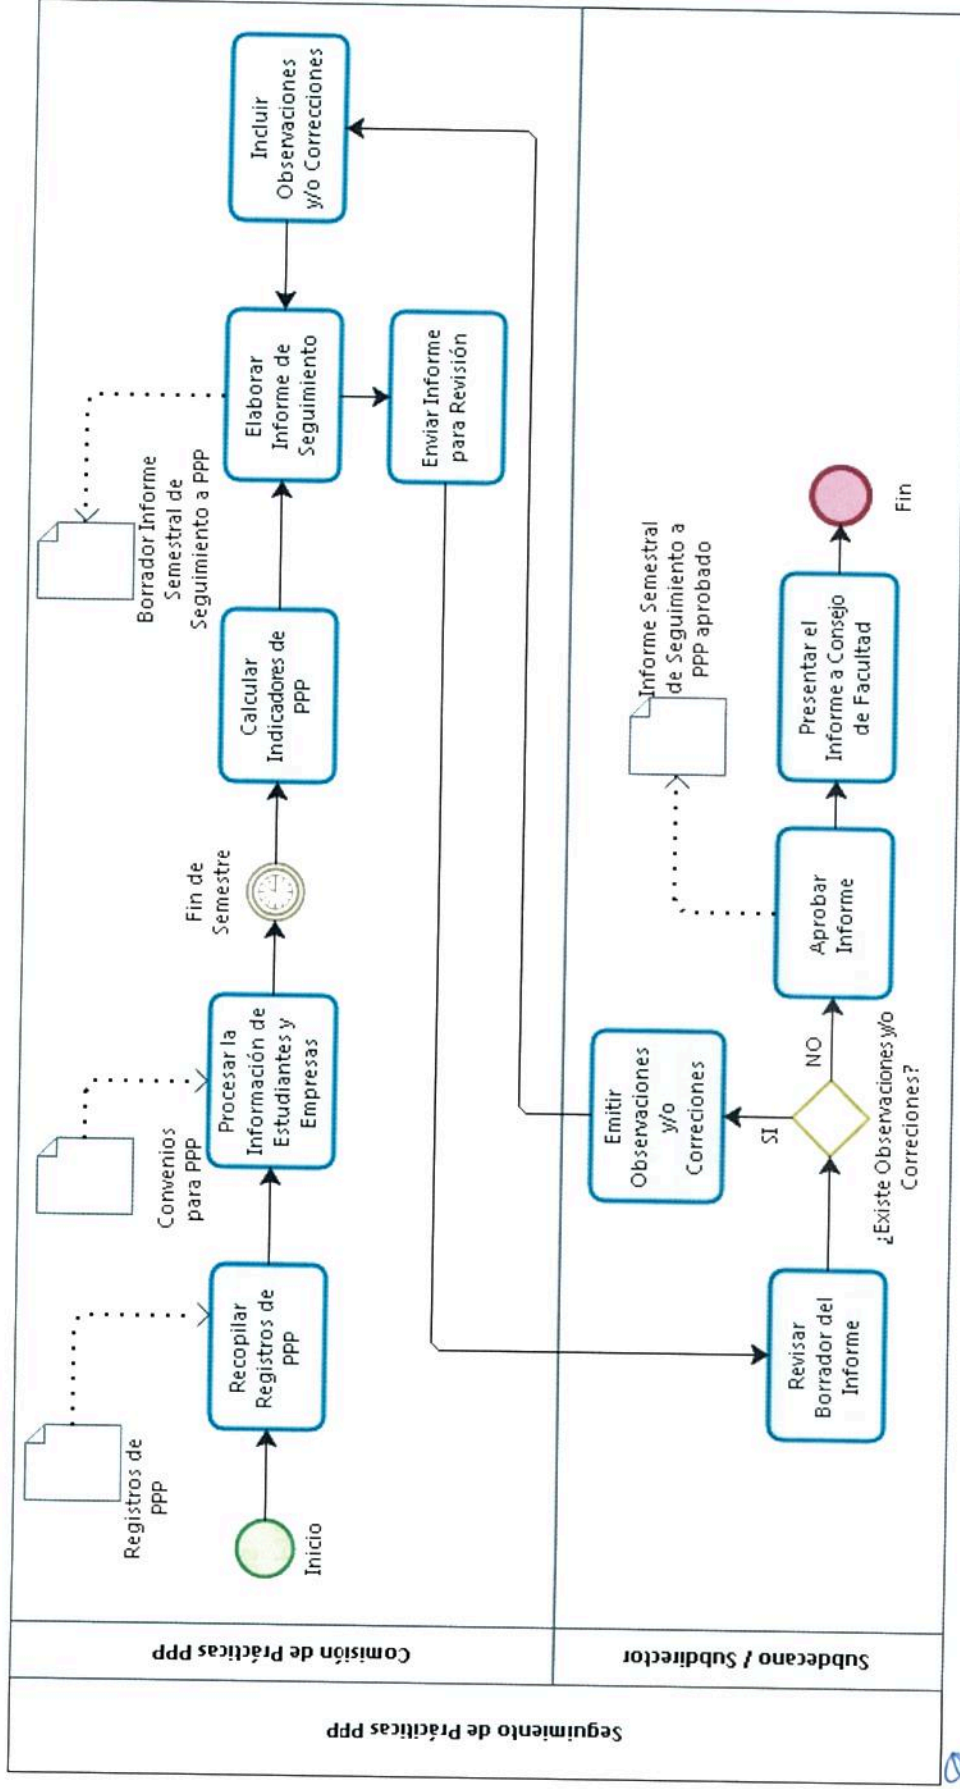 Seguimiento de Práciticas PPP
Comisión de Prácticas PPP
Subdecano / Subdirector
Inicio
Registros de
PPP
Recopilar
Registros de
PPP
Convenios
para PPP
Procesar la
Información de
Estudiantes y
Empresas
Fin de
Semestre
Calcular
Indicadores de
PPP
Borrador Informe
Semestral de
Seguimiento a PPP
Elaborar
Informe de
Seguimiento
Incluir
Observaciones
y/o Correcciones
Enviar Informe
para Revisión
Revisar
Borrador del
Informe
¿Existe Observaciones y/o
Correciones?
SI
Emitir
Observaciones
y/o
Correciones
NO
Aprobar
Informe
Informe Semestral
de Seguimiento a
PPP aprobado
Presentar el
Informe a Consejo
de Facultad
Fin